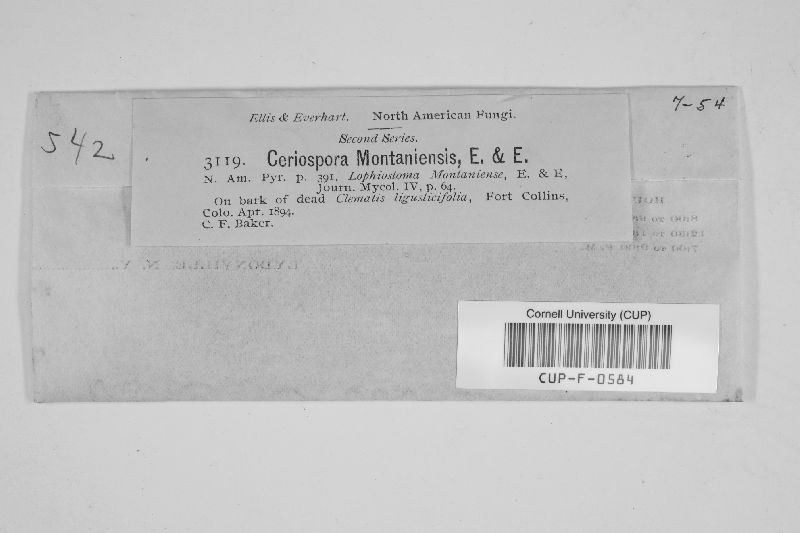 7-54
542
Ellis & Everhart. North American Fungi.
Second Series.
3119. Ceriospora Montaniensis, E. & E.
N. Am. Pyr. p. 391, Lophiostoma Montaniense, E. & E,
Journ. Mycol. IV, p. 64.
On bark of dead Clematis ligusticifolia, Fort Collins,
Colo. Apr. 1894.
C. F. Baker.
LYNDONVILLE, N. Y.
Cornell University (CUP)
CUP-F-0584